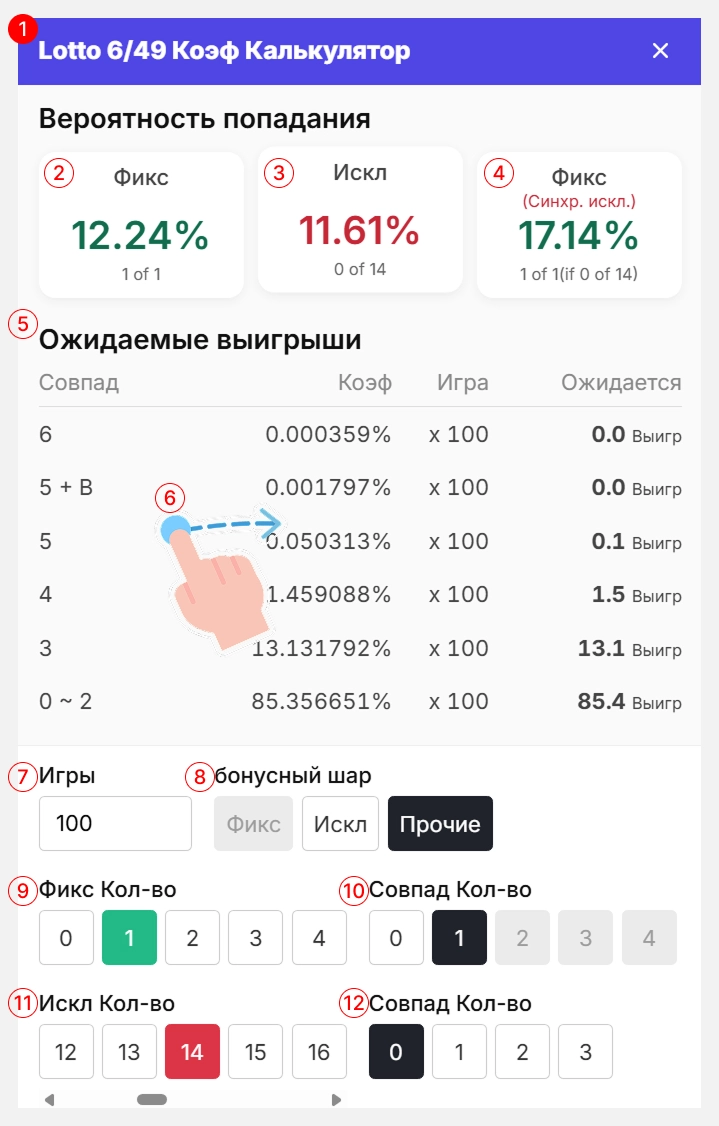 1
Lotto 6/49 Коэф Калькулятор ×
Вероятность попадания
2 Фикс
12.24%
1 of 1
3 Искл
11.61%
0 of 14
4 Фикс
(Синхр. искл.)
17.14%
1 of 1(if 0 of 14)
5 Ожидаемые выигрыши
Совпад Коэф Игра Ожидается
6 0.000359% x 100 0.0 Выигр
5 + B 0.001797% x 100 0.0 Выигр
6
5 0.050313% x 100 0.1 Выигр
4 1.459088% x 100 1.5 Выигр
3 13.131792% x 100 13.1 Выигр
0 ~ 2 85.356651% x 100 85.4 Выигр
7 Игры 8 бонусный шар
100 Фикс Искл Прочие
9 Фикс Кол-во 10 Совпад Кол-во
0 1 2 3 4 0 1 2 3 4
11 Искл Кол-во 12 Совпад Кол-во
12 13 14 15 16 0 1 2 3